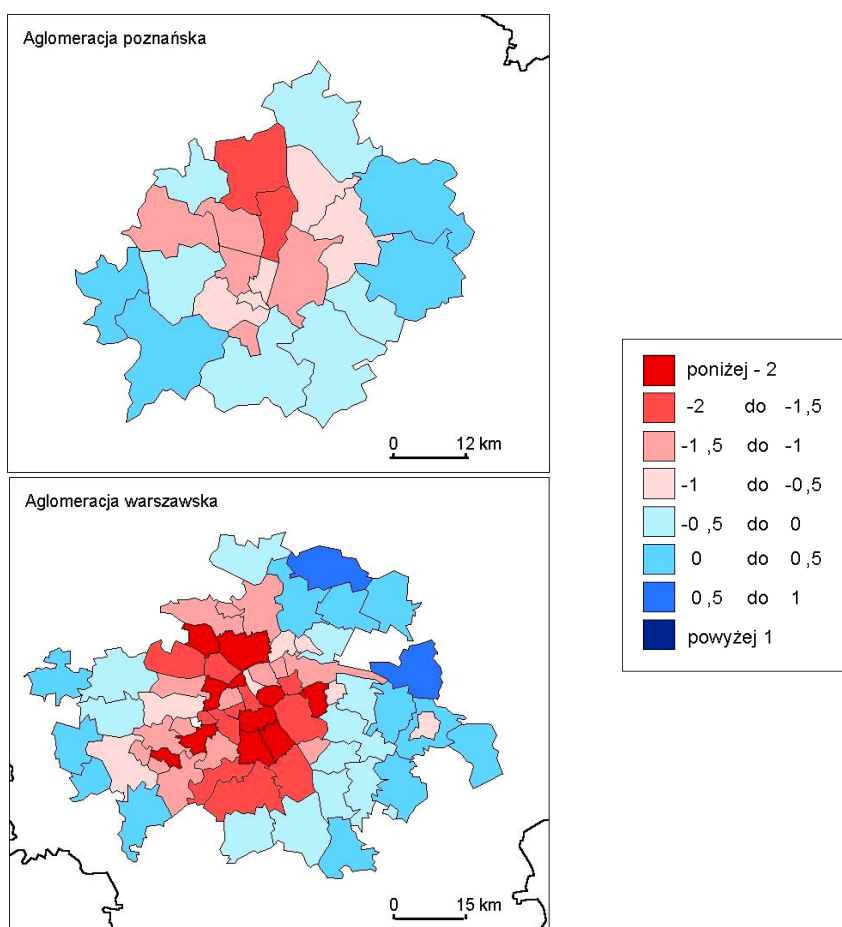 Aglomeracja poznańska
0 12 km
Aglomeracja warszawska
0 15 km
poniżej - 2
-2 do -1,5
-1 ,5 do -1
-1 do -0,5
-0 ,5 do 0
0 do 0,5
0 ,5 do 1
powyżej 1